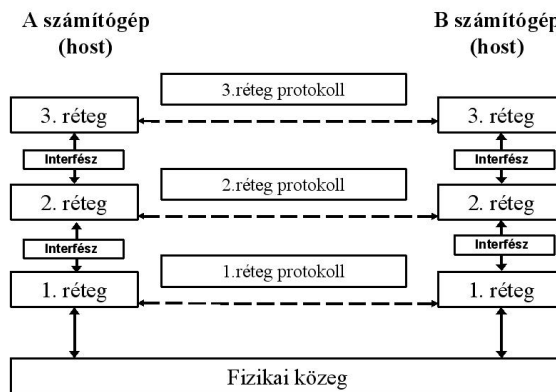 A számítógép
(host)
B számítógép
(host)
3.réteg protokoll
3. réteg
3. réteg
Interfész
Interfész
2.réteg protokoll
2. réteg
2. réteg
Interfész
Interfész
1.réteg protokoll
1. réteg
1. réteg
Fizikai közeg